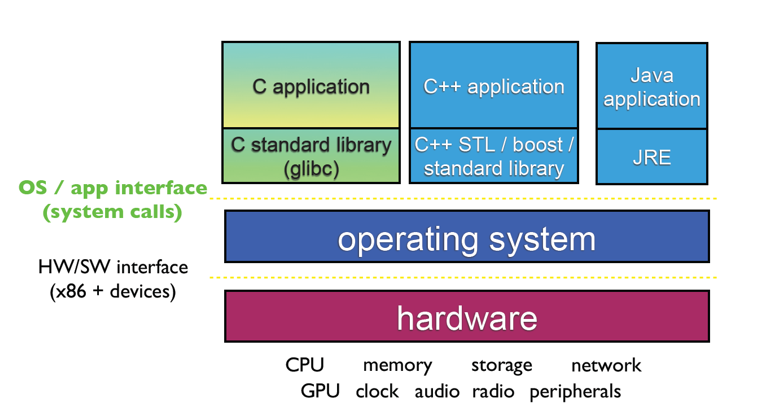 C application
C++ application
Java
application
C standard library
(glibc)
C++ STL / boost /
standard library
JRE
OS / app interface
(system calls)
operating system
HW/SW interface
(x86 + devices)
hardware
CPU memory storage network
GPU clock audio radio peripherals